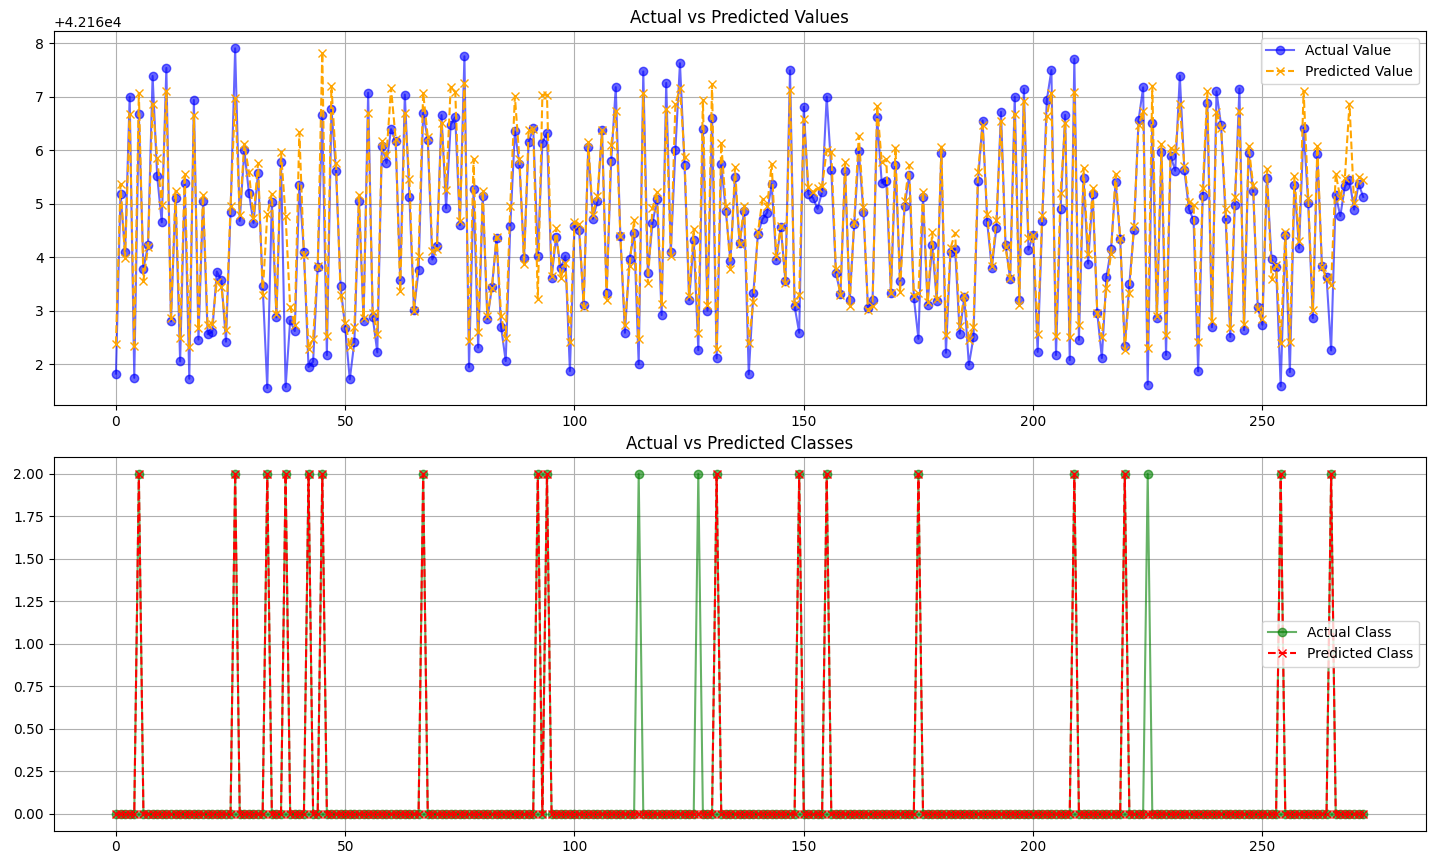 Actual vs Predicted Values
+4.216e4
8
7
6
5
4
3
2
Actual Value
Predicted Value
0 50 100 150 200 250
Actual vs Predicted Classes
2.00
1.75
1.50
1.25
1.00
0.75
0.50
0.25
0.00
Actual Class
Predicted Class
0 50 100 150 200 250